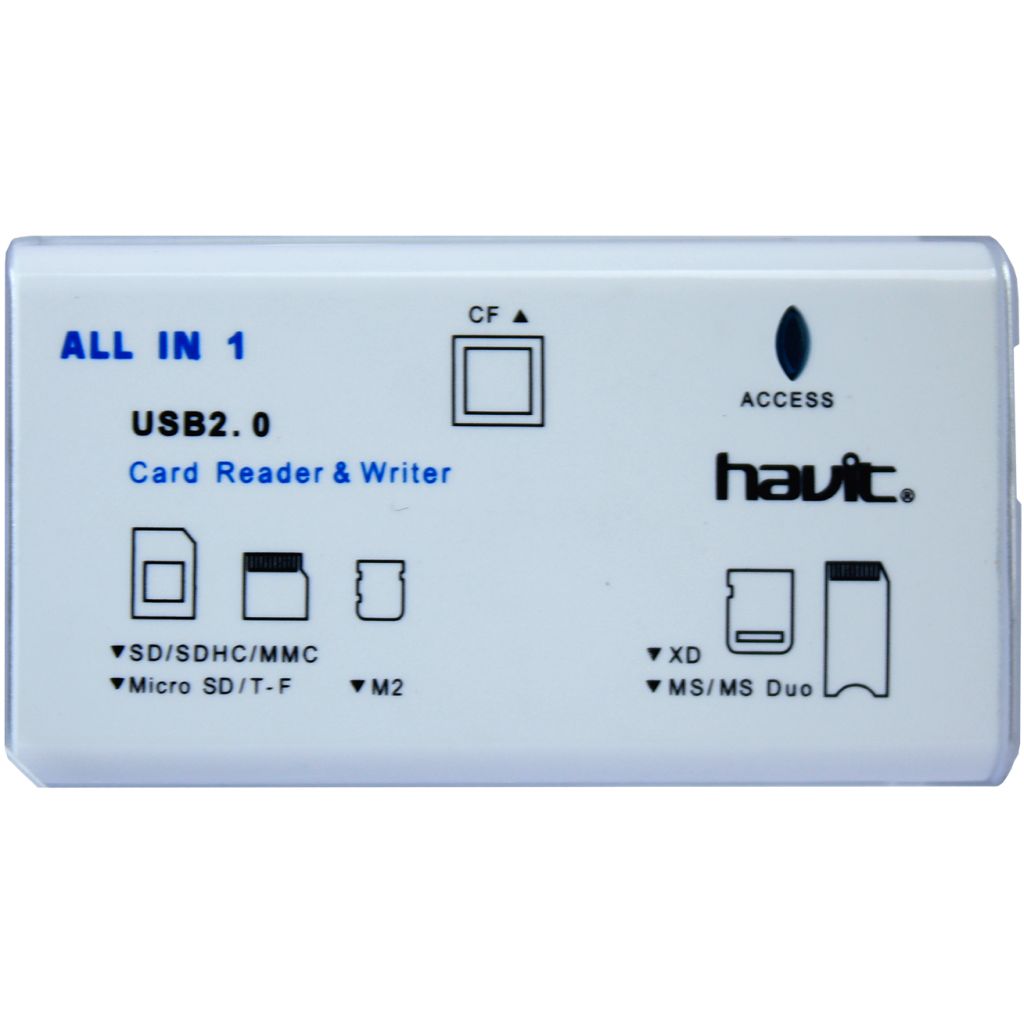 CF ▲
ALL IN 1
ACCESS
USB2.0
Card Reader & Writer
havit®
▼SD/SDHC/MMC
▼Micro SD/T-F
▼M2
▼XD
▼MS/MS Duo